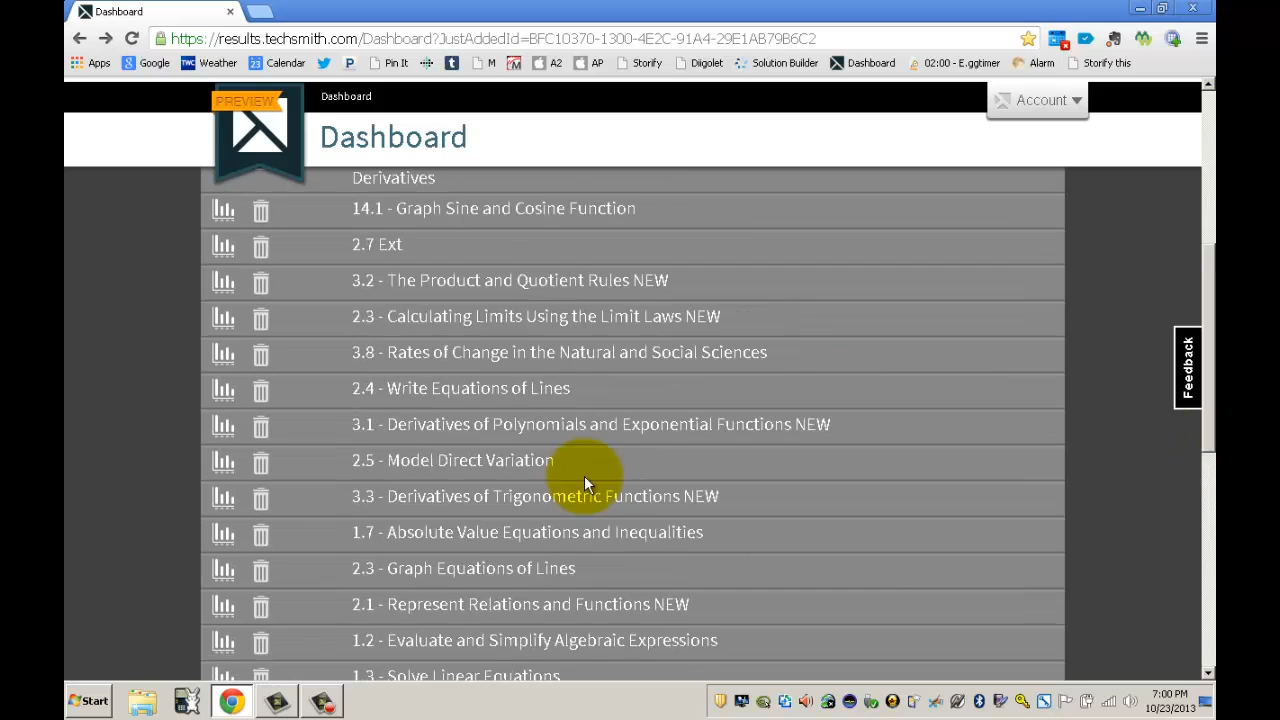 Dashboard
https://results.techsmith.com/Dashboard?JustAddedId=BFC10370-1300-4E2C-91A4-29E1AB79B6C2
Apps Google Weather Calendar Pin It M A2 AP Storify Diigolet Solution Builder Dashboard 02:00 - E.ggtimer Alarm Storify this
PREVIEW
Dashboard
Account
Dashboard
Derivatives
14.1 - Graph Sine and Cosine Function
2.7 Ext
3.2 - The Product and Quotient Rules NEW
2.3 - Calculating Limits Using the Limit Laws NEW
3.8 - Rates of Change in the Natural and Social Sciences
2.4 - Write Equations of Lines
3.1 - Derivatives of Polynomials and Exponential Functions NEW
2.5 - Model Direct Variation
3.3 - Derivatives of Trigonometric Functions NEW
1.7 - Absolute Value Equations and Inequalities
2.3 - Graph Equations of Lines
2.1 - Represent Relations and Functions NEW
1.2 - Evaluate and Simplify Algebraic Expressions
1.3 - Solve Linear Equations
Feedback
Start
7:00 PM
10/23/2013